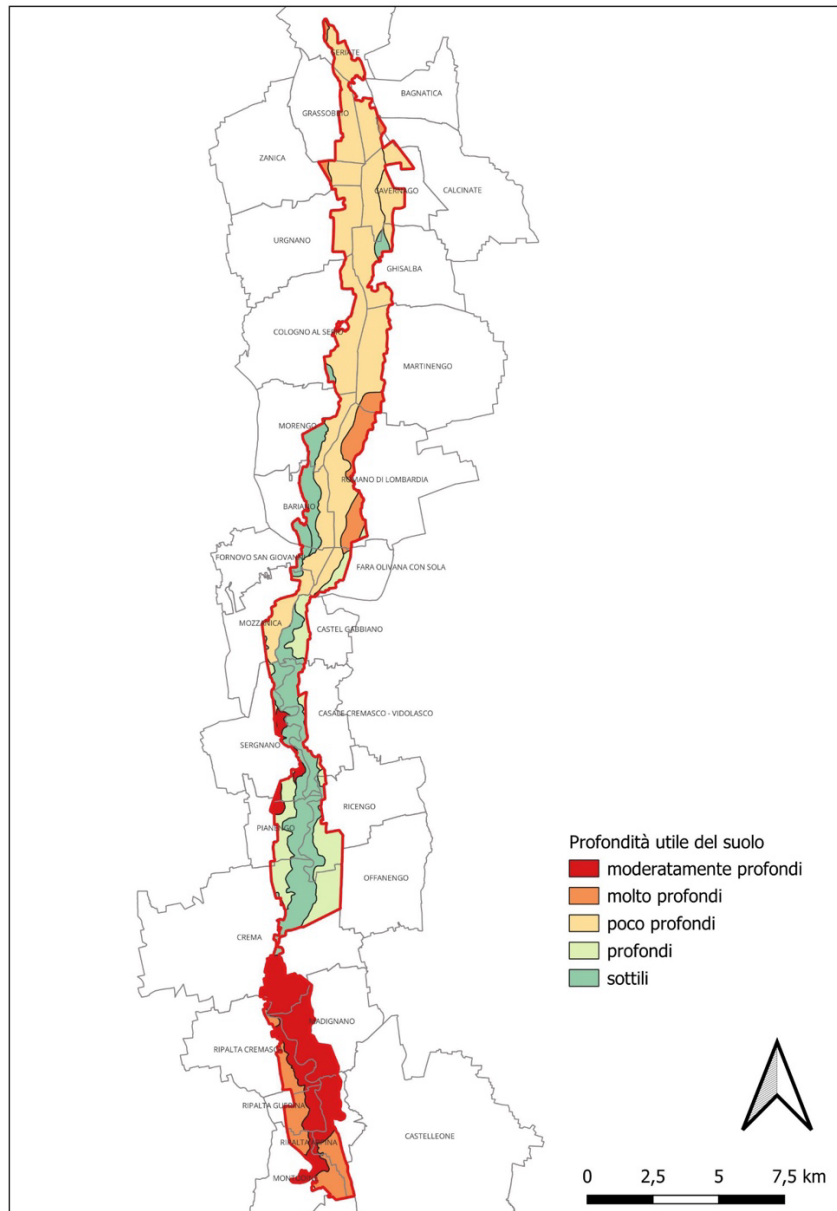 SERIATE
BAGNATICA
GRASSOBBIO
ZANICA
CAVERNAGO
CALCINATE
URGNANO
GHISALBA
COLOGNO AL SERIO
MARTINENGO
MORENGO
ROMANO DI LOMBARDIA
BARIANO
FORNOVO SAN GIOVANNI
FARA OLIVANA CON SOLA
MOZZANICA
CASTEL GABBIANO
CASALE CREMASCO - VIDOLASCO
SERGNANO
RICENGO
PIANENGO
OFFANENGO
CREMA
MADIGNANO
RIPALTA CREMASCA
RIPALTA GUERINA
RIPALTA ARPINA
CASTELLEONE
MONTODINE
Profondità utile del suolo
moderatamente profondi
molto profondi
poco profondi
profondi
sottili
0 2,5 5 7,5 km